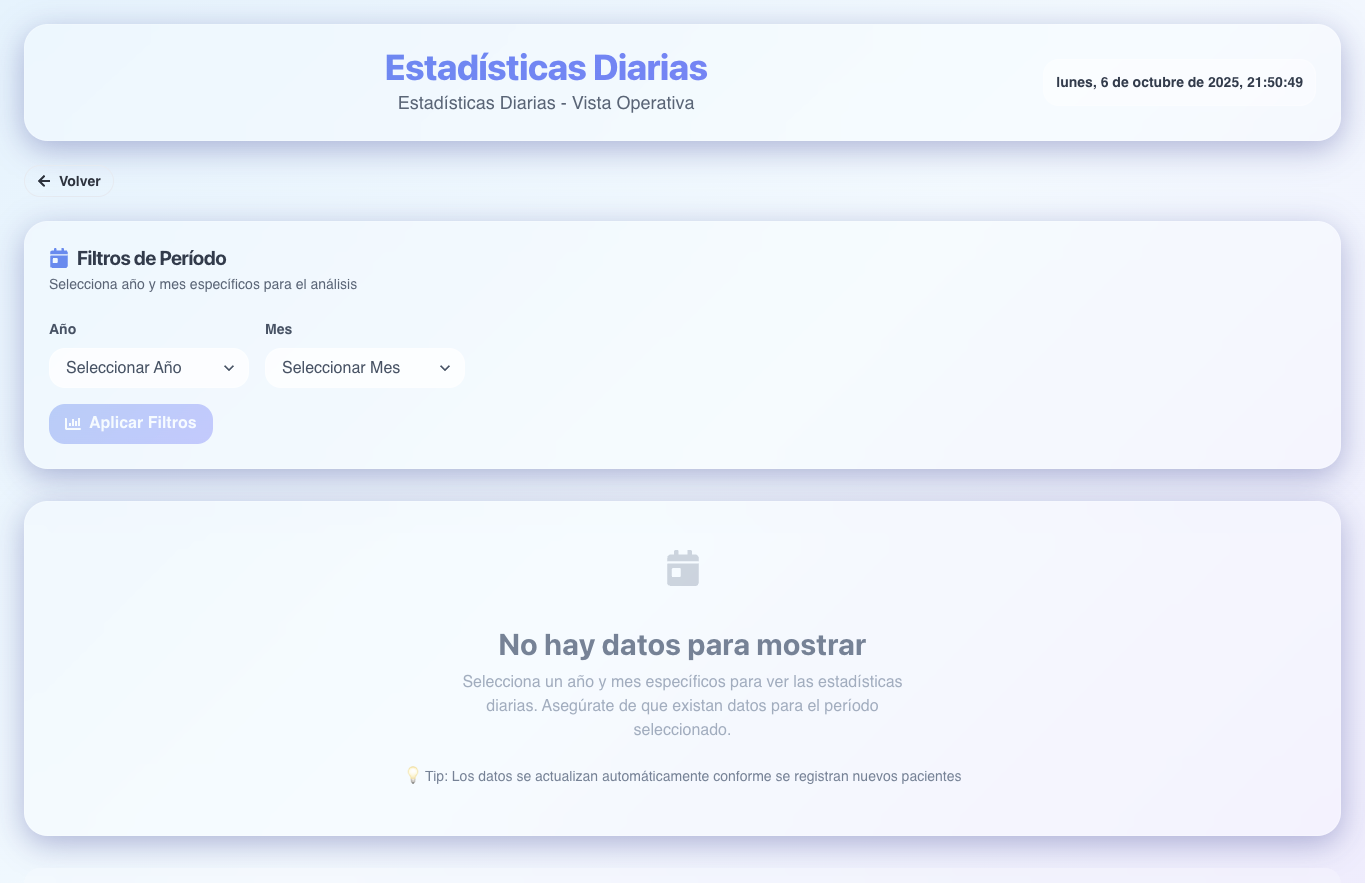 Estadísticas Diarias
Estadísticas Diarias - Vista Operativa
lunes, 6 de octubre de 2025, 21:50:49
Volver
Filtros de Período
Selecciona año y mes específicos para el análisis
Año
Mes
Seleccionar Año
Seleccionar Mes
Aplicar Filtros
No hay datos para mostrar
Selecciona un año y mes específicos para ver las estadísticas
diarias. Asegúrate de que existan datos para el período
seleccionado.
💡 Tip: Los datos se actualizan automáticamente conforme se registran nuevos pacientes